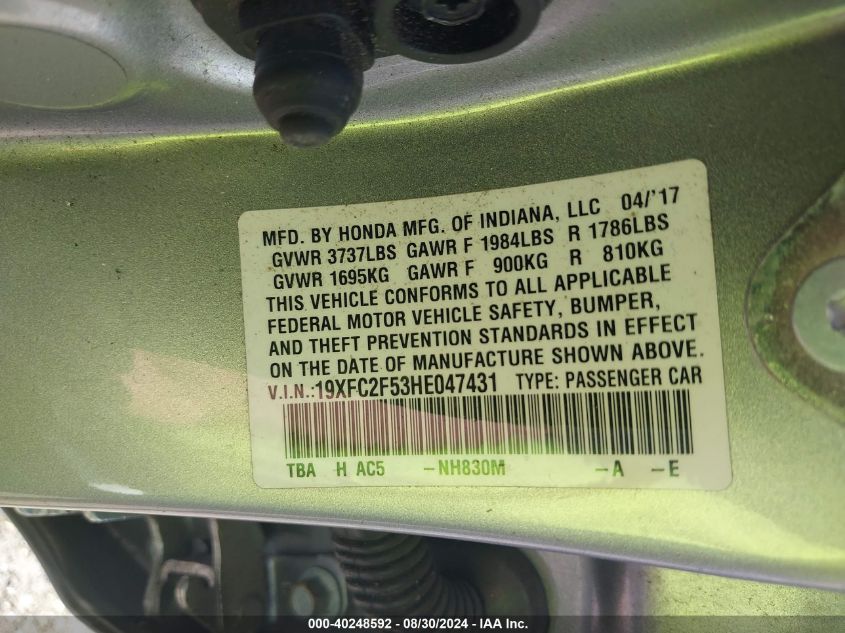 MFD. BY HONDA MFG. OF INDIANA, LLC 04/'17
GVWR 3737LBS GAWR F 1984LBS R 1786LBS
GVWR 1695KG GAWR F 900KG R 810KG
THIS VEHICLE CONFORMS TO ALL APPLICABLE
FEDERAL MOTOR VEHICLE SAFETY, BUMPER,
AND THEFT PREVENTION STANDARDS IN EFFECT
ON THE DATE OF MANUFACTURE SHOWN ABOVE.
V.I.N.:19XFC2F53HE047431 TYPE: PASSENGER CAR
TBA H AC5 -NH830M -A -E
000-40248592 - 08/30/2024 - IAA Inc.